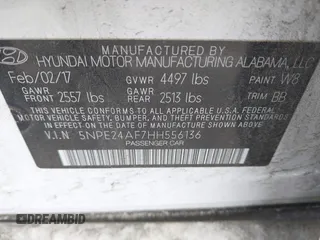 MANUFACTURED BY
HYUNDAI MOTOR MANUFACTURING ALABAMA, LLC
Feb/02/17 GVWR 4497 lbs PAINT W8
GAWR FRONT 2557 lbs GAWR REAR 2513 lbs TRIM BB
THIS VEHICLE CONFORMS TO ALL APPLICABLE U.S. FEDERAL
MOTOR VEHICLE SAFETY, BUMPER, AND THEFT PREVENTION
STANDARDS IN EFFECT ON THE DATE OF MANUFACTURE SHOWN ABOVE.
V.I.N 5NPE24AF7HH556136
PASSENGER CAR
DREAMBID